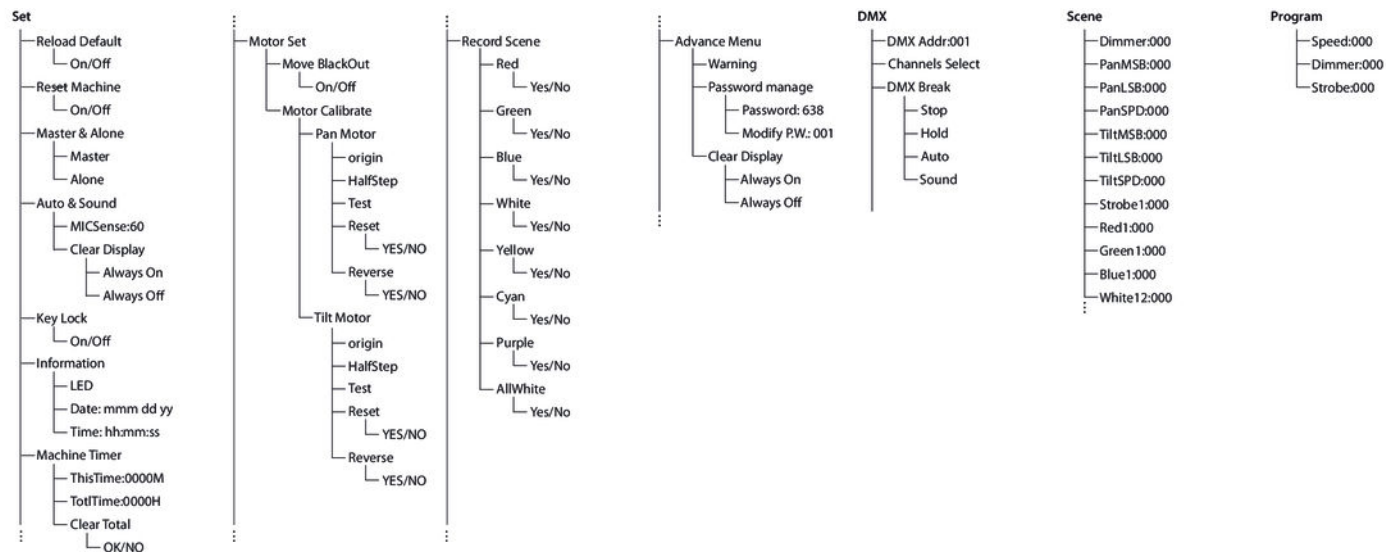 Set
Reload Default
On/Off
Reset Machine
On/Off
Master & Alone
Master
Alone
Auto & Sound
MICSense:60
Clear Display
Always On
Always Off
Key Lock
On/Off
Information
LED
Date: mmm dd yy
Time: hh:mm:ss
Machine Timer
ThisTime:0000M
TotlTime:0000H
Clear Total
OK/NO
Motor Set
Move BlackOut
On/Off
Motor Calibrate
Pan Motor
origin
HalfStep
Test
Reset
YES/NO
Reverse
YES/NO
Tilt Motor
origin
HalfStep
Test
Reset
YES/NO
Reverse
YES/NO
Record Scene
Red
Yes/No
Green
Yes/No
Blue
Yes/No
White
Yes/No
Yellow
Yes/No
Cyan
Yes/No
Purple
Yes/No
AllWhite
Yes/No
Advance Menu
Warning
Password manage
Password: 638
Modify P.W.: 001
Clear Display
Always On
Always Off
DMX
DMX Addr:001
Channels Select
DMX Break
Stop
Hold
Auto
Sound
Scene
Dimmer:000
PanMSB:000
PanLSB:000
PanSPD:000
TiltMSB:000
TiltLSB:000
TiltSPD:000
Strobe1:000
Red1:000
Green1:000
Blue1:000
White12:000
Program
Speed:000
Dimmer:000
Strobe:000